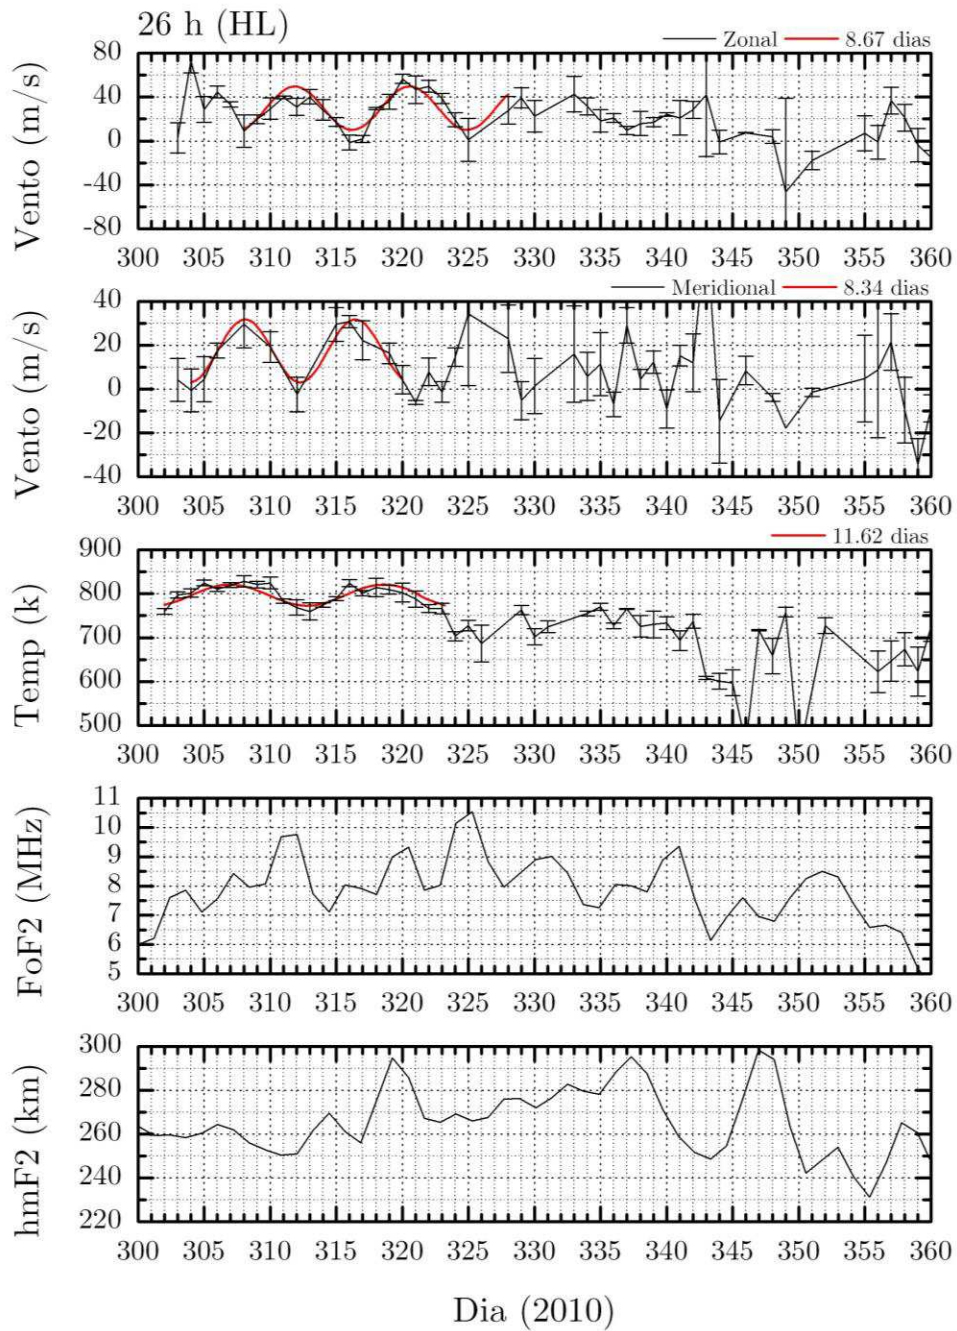 26 h (HL)
Zonal 8.67 dias
Vento (m/s)
80
40
0
-40
-80
300 305 310 315 320 325 330 335 340 345 350 355 360
Meridional 8.34 dias
Vento (m/s)
40
20
0
-20
-40
300 305 310 315 320 325 330 335 340 345 350 355 360
11.62 dias
Temp (k)
900
800
700
600
500
300 305 310 315 320 325 330 335 340 345 350 355 360
FoF2 (MHz)
11
10
9
8
7
6
5
300 305 310 315 320 325 330 335 340 345 350 355 360
hmF2 (km)
300
280
260
240
220
300 305 310 315 320 325 330 335 340 345 350 355 360
Dia (2010)